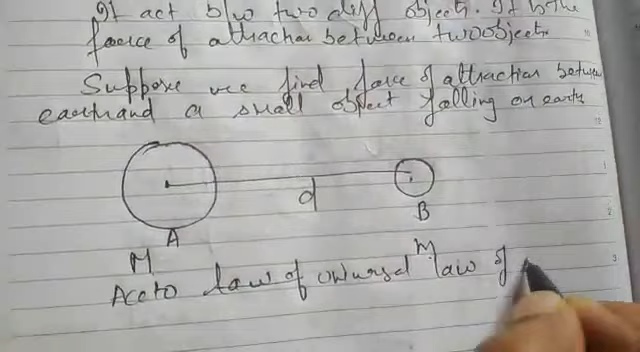 It act b/w two diff objects. It is the
force of attraction between two objects
Suppose we find force of attraction between
earth and a small object falling on earth
d
A B
M m
Acc to law of universal law of